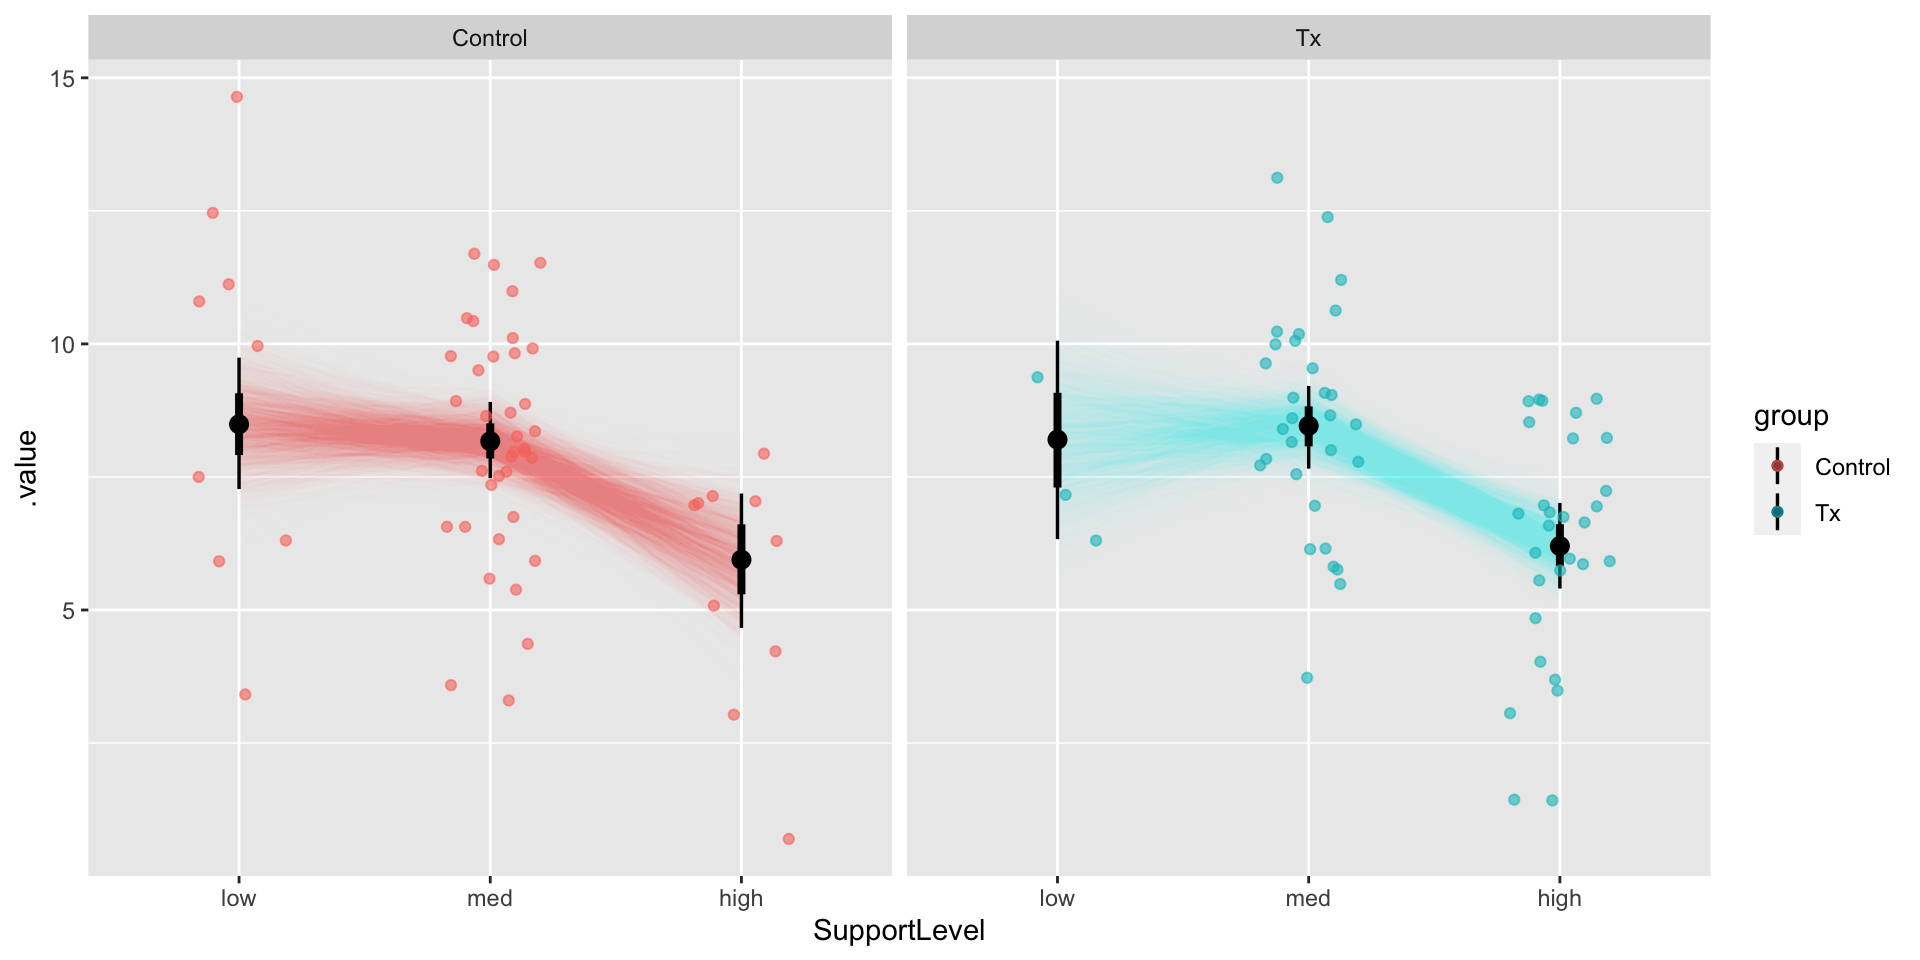 Control
Tx
15
10
5
.value
low
med
high
low
med
high
SupportLevel
group
Control
Tx